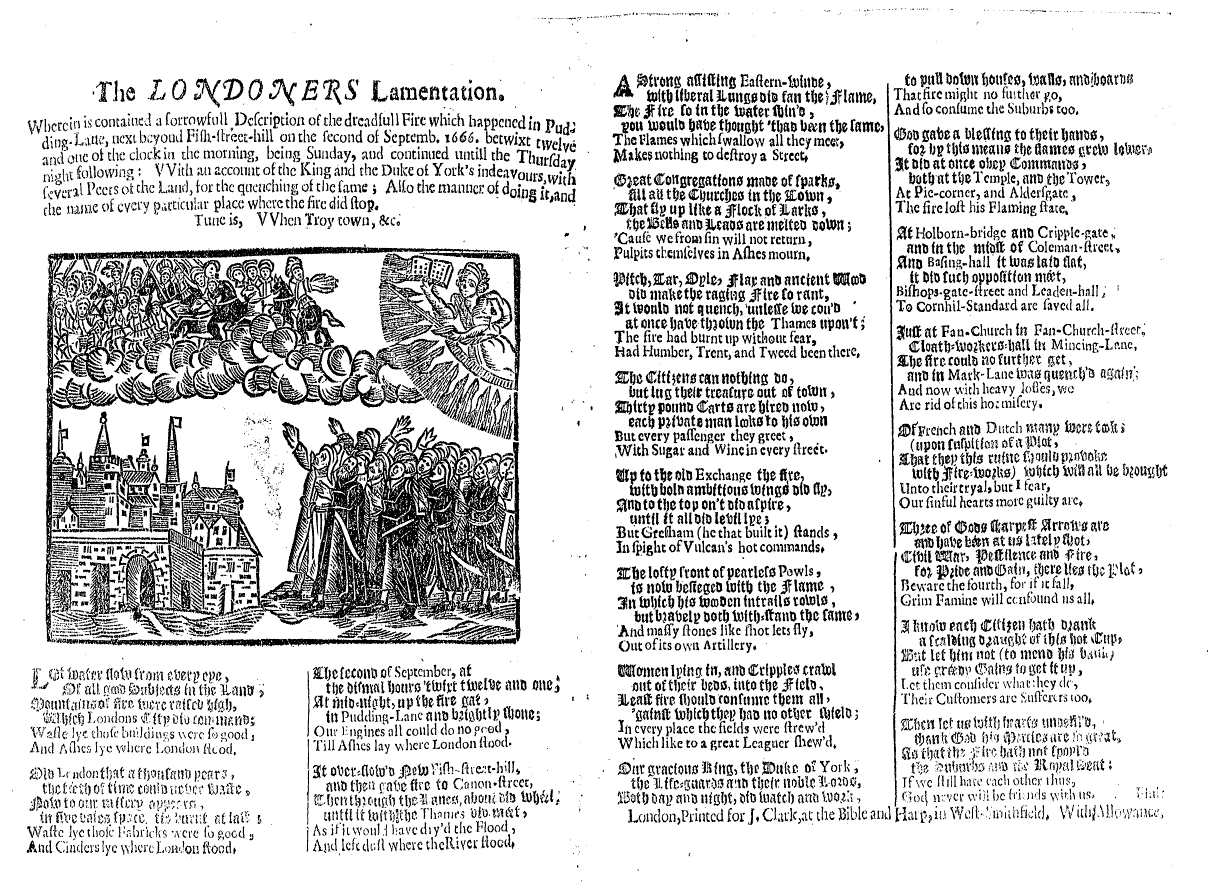 The LONDONERS Lamentation.
Wherein is contained a sorrowfull Description of the dreadfull Fire which happened in Pud-
ding-Lane, next beyond Fish-street-hill on the second of Septemb. 1666. betwixt twelve
and one of the clock in the morning, being Sunday, and continued untill the Thursday
night following: VVith an account of the King and the Duke of York's indeavours, with
several Peers of the Land, for the quenching of the same; Also the manner of doing it, and
the name of every particular place where the fire did stop.
Tune is, VVhen Troy town, &c.
LEt water flow from every eye,
Of all good Subjects in the Land;
Mountains of fire were raised high,
Which Londons City did command;
Waste lye those buildings were so good,
And Ashes lye where London stood.
Old London that a thousand years,
the teeth of time could never waste,
Now to our misery appears,
in five daies space, tis burnt at last;
Waste lye those Fabricks were so good,
And Cinders lye where London stood.
The second of September, at
the dismal hours 'twixt twelve and one;
At mid-night, up the fire gat,
in Pudding-Lane and brightly shone;
Our Engines all could do no good,
Till Ashes lay where London stood.
It over-flow'd New Fish-street-hill,
and then gave fire to Canon-street,
Then through the Lanes, about did wheel,
until it with the Thames did meet,
As if it would have dry'd the Flood,
And left dust where the River stood.
A Strong assisting Eastern-winde,
with liberal Lungs did fan the Flame,
The Fire so in the water shin'd,
you would have thought 'thad been the same,
The Flames which swallow all they meet,
Makes nothing to destroy a Street.
Great Congregations made of sparks,
fill all the Churches in the Town,
That fly up like a Flock of Larks,
the Bells and Leads are melted down;
'Cause we from sin will not return,
Pulpits themselves in Ashes mourn.
Pitch, Tar, Oyle, Flax and ancient Wood
did make the raging Fire so rant,
It would not quench, unlesse we cou'd
at once have thrown the Thames upon't;
The fire had burnt up without fear,
Had Humber, Trent, and Tweed been there.
The Citizens can nothing do,
but lug their treasure out of town,
Thirty pound Carts are hired now,
each private man looks to his own
But every passenger they greet,
With Sugar and Wine in every street.
Up to the old Exchange the fire,
with bold ambitious wings did fly,
And to the top on't did aspire,
until it all did levil lye;
But Gresham (he that built it) stands,
In spight of Vulcan's hot commands.
The lofty front of pearless Powls,
is now besieged with the Flame,
In which his wooden intrails rowls,
but bravely doth with-stand the same,
And massy stones like shot lets fly,
Out of its own Artillery.
Women lying in, and Cripples crawl
out of their beds, into the Field,
Least fire should consume them all,
'gainst which they had no other shield;
In every place the fields were strew'd
Which like to a great Leaguer shew'd.
Our gracious King, the Duke of York,
the Life-guards and their noble Lords,
Both day and night, did watch and work,
to pull down houses, walls, and boards
That fire might no further go,
And so consume the Suburbs too.
God gave a blessing to their hands,
for by this means the flames grew lower
It did at once obey Commands,
both at the Temple, and the Tower,
At Pie-corner, and Aldersgate,
The fire lost his Flaming state.
At Holborn-bridge and Cripple-gate,
and in the midst of Coleman-street,
And Basing-hall it was laid flat,
it did such opposition meet,
Bishops-gate-street and Leaden-hall,
To Cornhil-Standard are saved all.
Just at Fan-Church in Fan-Church-street,
Cloath-workers-hall in Mincing-Lane,
The fire could no further get,
and in Mark-Lane was quench'd again;
And now with heavy losses, we
Are rid of this hot misery.
Of French and Dutch many were took;
(upon suspition of a Plot,
That they this ruine should provoke
with Fire-works) which will all be brought
Unto their tryal, but I fear,
Our sinful hearts more guilty are.
Three of Gods sharpest Arrows are
and have been at us lately shot,
Civil War, Pestilence and Fire,
for Pride and Gain, there lies the Plot,
Beware the fourth, for if it fall,
Grim Famine will confound us all.
I know each Citizen hath drank
a scalding draught of this hot Cup,
But let him not (to mend his bank)
use greedy Gains to get it up,
Let them consider what they do,
Their Customers are Sufferers too.
Then let us with hearts undefil'd,
thank God his Mercies are so great,
As that the Fire hath not spoyl'd
the Suburbs and the Royal Seat:
If we still hate each other thus,
God never will be friends with us.
London, Printed for J. Clark, at the Bible and Harp, in West-Smithfield. With Allowance,